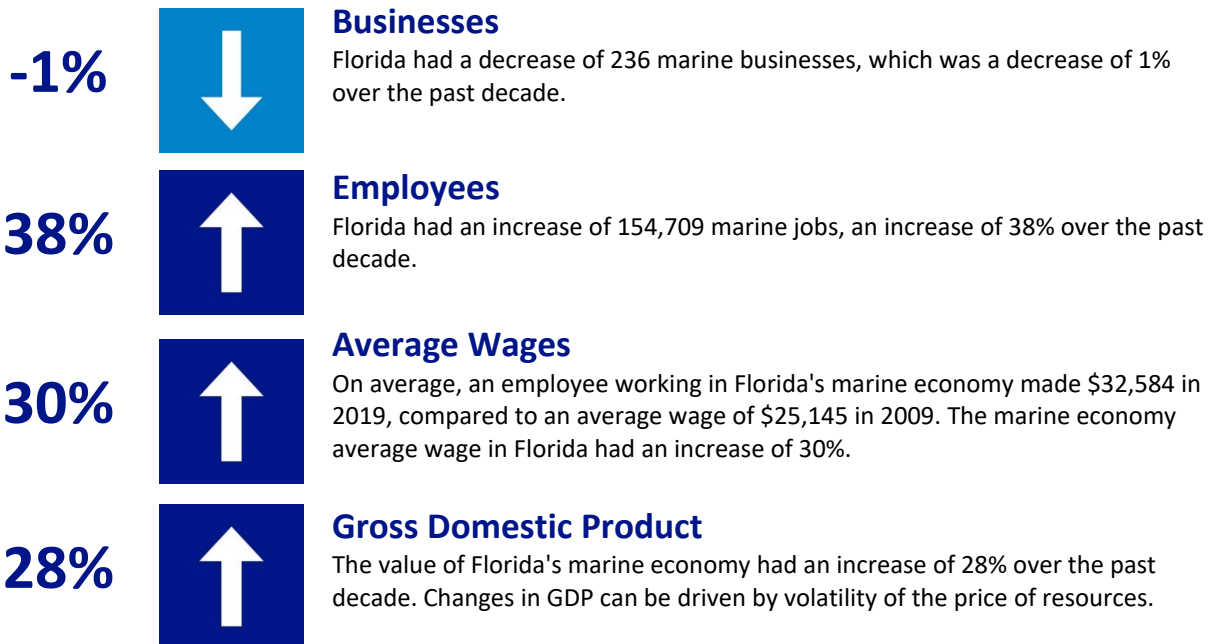 -1%
Businesses
Florida had a decrease of 236 marine businesses, which was a decrease of 1%
over the past decade.
38%
Employees
Florida had an increase of 154,709 marine jobs, an increase of 38% over the past
decade.
30%
Average Wages
On average, an employee working in Florida's marine economy made $32,584 in
2019, compared to an average wage of $25,145 in 2009. The marine economy
average wage in Florida had an increase of 30%.
28%
Gross Domestic Product
The value of Florida's marine economy had an increase of 28% over the past
decade. Changes in GDP can be driven by volatility of the price of resources.